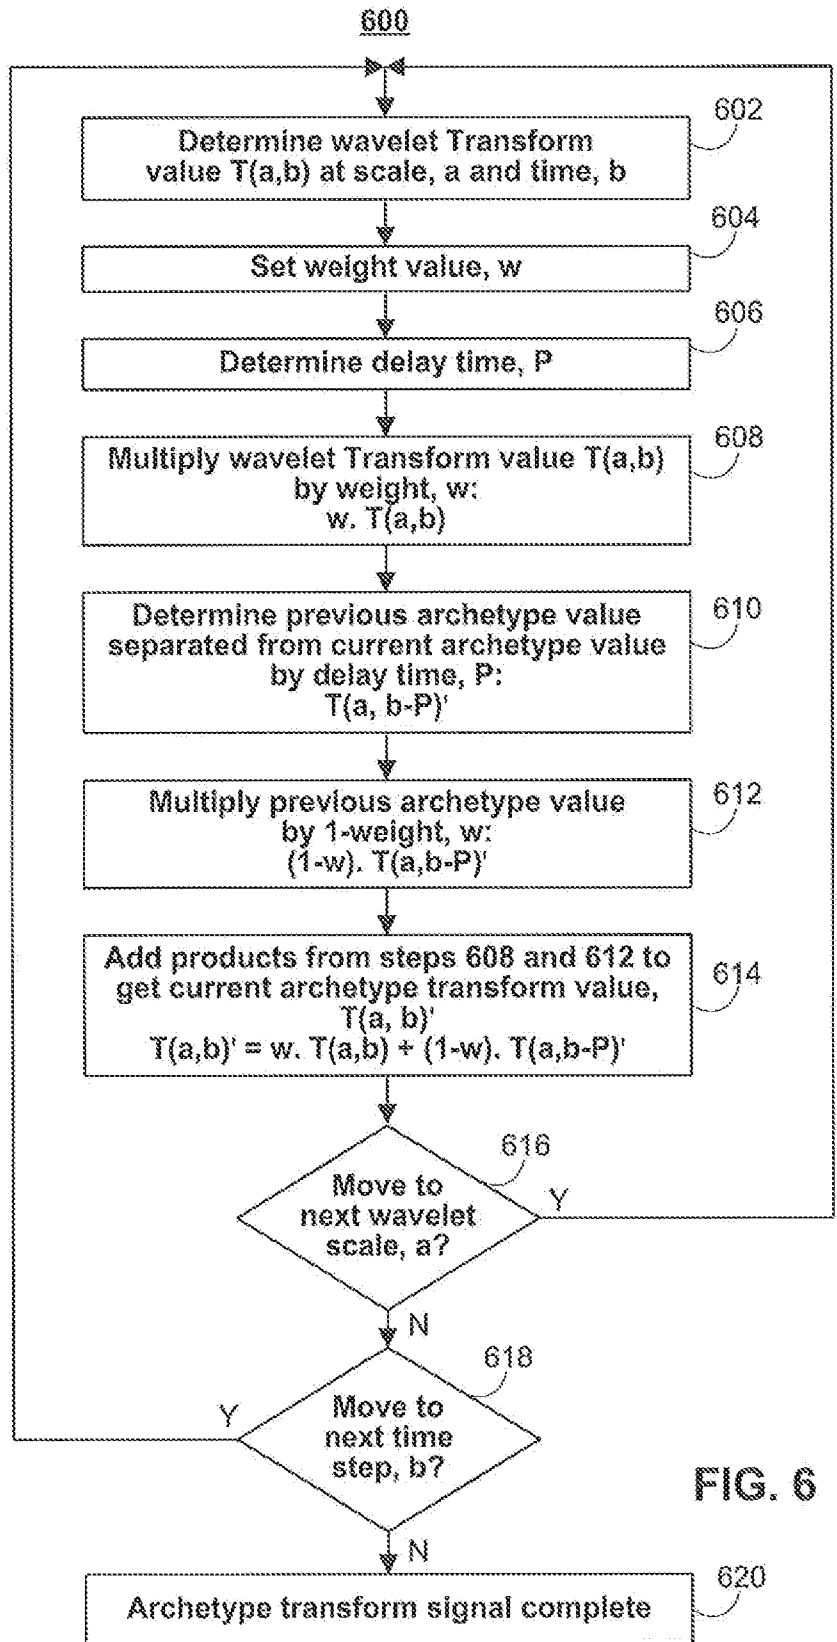 600
602
Determine wavelet Transform
value T(a,b) at scale, a and time, b
604
Set weight value, w
606
Determine delay time, P
608
Multiply wavelet Transform value T(a,b)
by weight, w:
w. T(a,b)
610
Determine previous archetype value
separated from current archetype value
by delay time, P:
T(a, b-P)'
612
Multiply previous archetype value
by 1-weight, w:
(1-w). T(a,b-P)'
614
Add products from steps 608 and 612 to
get current archetype transform value,
T(a, b)'
T(a,b)' = w. T(a,b) + (1-w). T(a,b-P)'
616
Move to
next wavelet
scale, a?
Y
N
618
Move to
next time
step, b?
Y
N
FIG. 6
620
Archetype transform signal complete